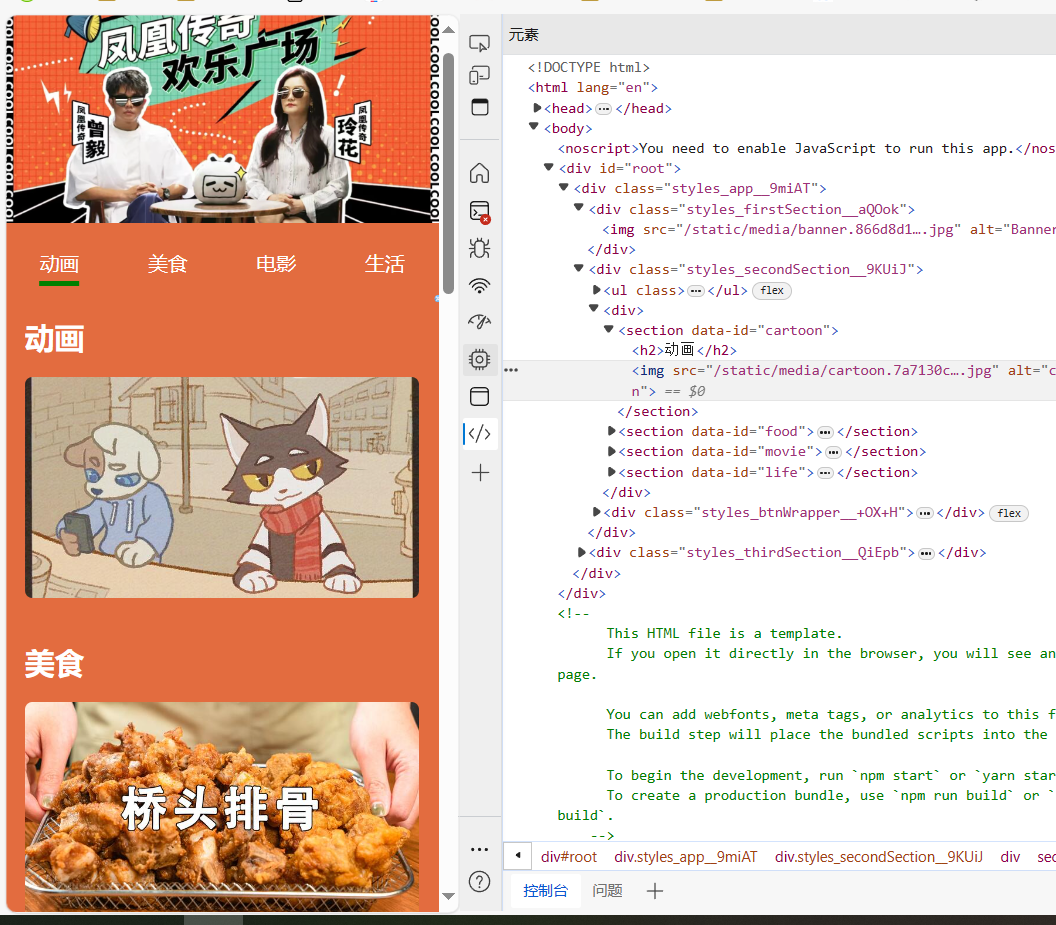 凤凰传奇
欢乐广场
凤凰传奇
曾毅
凤凰传奇
玲花
COOL.COOL.COOL.COOL.COOL
动画
美食
电影
生活
动画
美食
桥头排骨
元素
<!DOCTYPE html>
<html lang="en">
<head> ··· </head>
<body>
<noscript>You need to enable JavaScript to run this app.</nos
<div id="root">
<div class="styles_app__9miAT">
<div class="styles_firstSection__aQOok">
<img src="/static/media/banner.866d8d1….jpg" alt="Banner
</div>
<div class="styles_secondSection__9KUiJ">
<ul class> ··· </ul> flex
<div>
<section data-id="cartoon">
<h2>动画</h2>
··· <img src="/static/media/cartoon.7a7130c….jpg" alt="c
n"> == $0
</section>
<section data-id="food"> ··· </section>
<section data-id="movie"> ··· </section>
<section data-id="life"> ··· </section>
</div>
<div class="styles_btnWrapper__+OX+H"> ··· </div> flex
</div>
<div class="styles_thirdSection__QiEpb"> ··· </div>
</div>
</div>
<!--
This HTML file is a template.
If you open it directly in the browser, you will see an
page.
You can add webfonts, meta tags, or analytics to this f
The build step will place the bundled scripts into the
To begin the development, run `npm start` or `yarn star
To create a production bundle, use `npm run build` or `
build`.
-->
div#root div.styles_app__9miAT div.styles_secondSection__9KUiJ div sec
控制台 问题